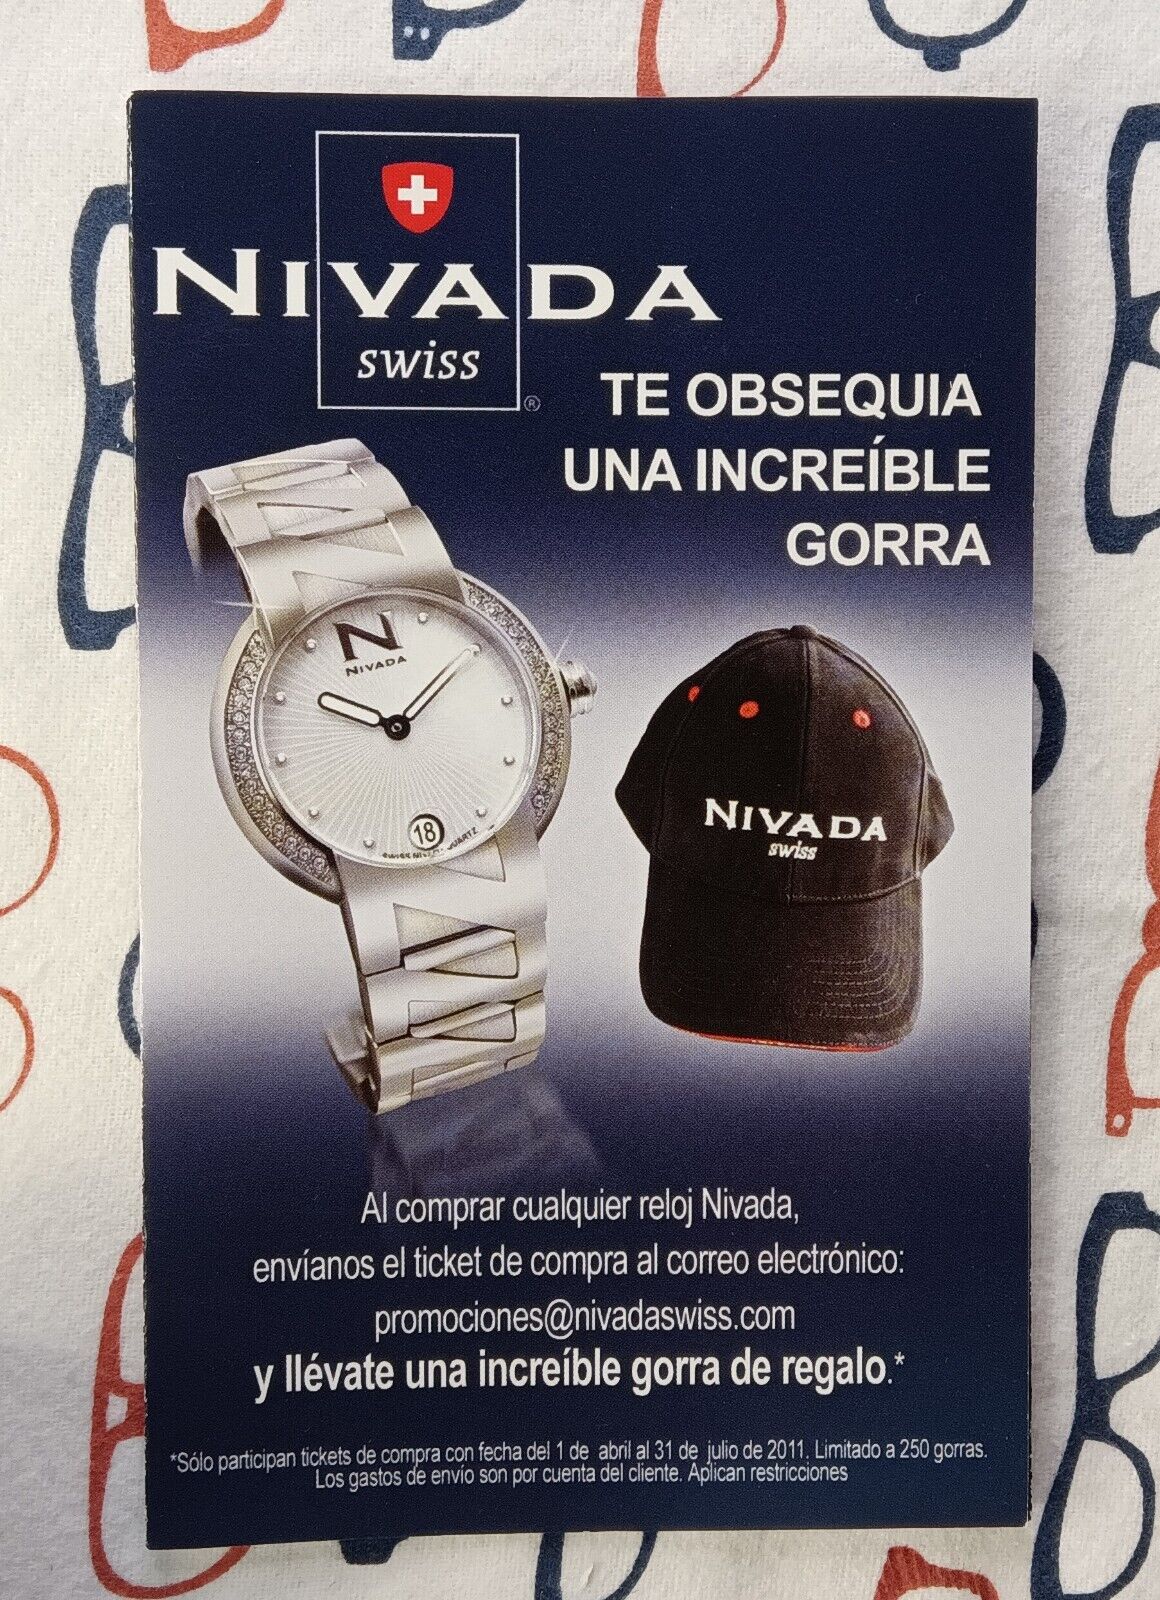 NIVADA
swiss
®
TE OBSEQUIA
UNA INCREÍBLE
GORRA
N
NIVADA
18
SWISS
QUARTZ
NIVADA
swiss
Al comprar cualquier reloj Nivada,
envíanos el ticket de compra al correo electrónico:
promociones@nivadaswiss.com
y llévate una increíble gorra de regalo.*
*Sólo participan tickets de compra con fecha del 1 de abril al 31 de julio de 2011. Limitado a 250 gorras.
Los gastos de envío son por cuenta del cliente. Aplican restricciones